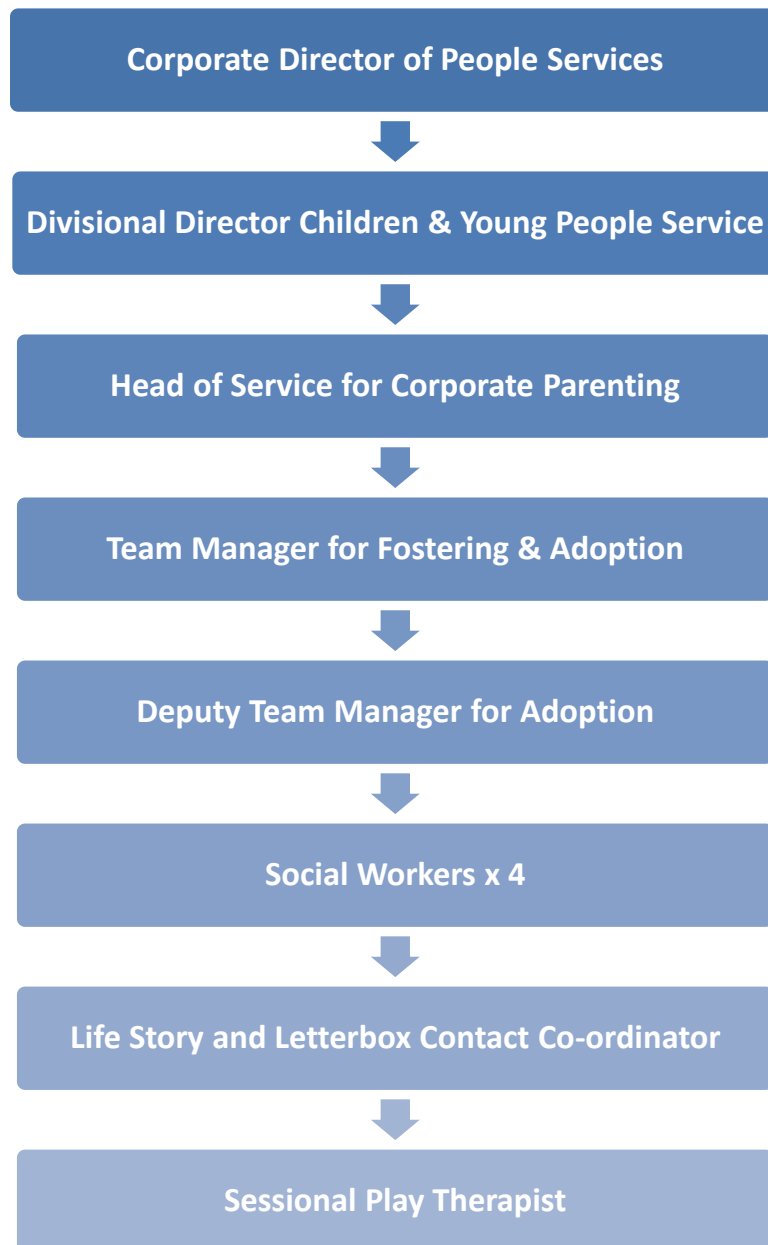 Corporate Director of People Services
Divisional Director Children & Young People Service
Head of Service for Corporate Parenting
Team Manager for Fostering & Adoption
Deputy Team Manager for Adoption
Social Workers x 4
Life Story and Letterbox Contact Co-ordinator
Sessional Play Therapist